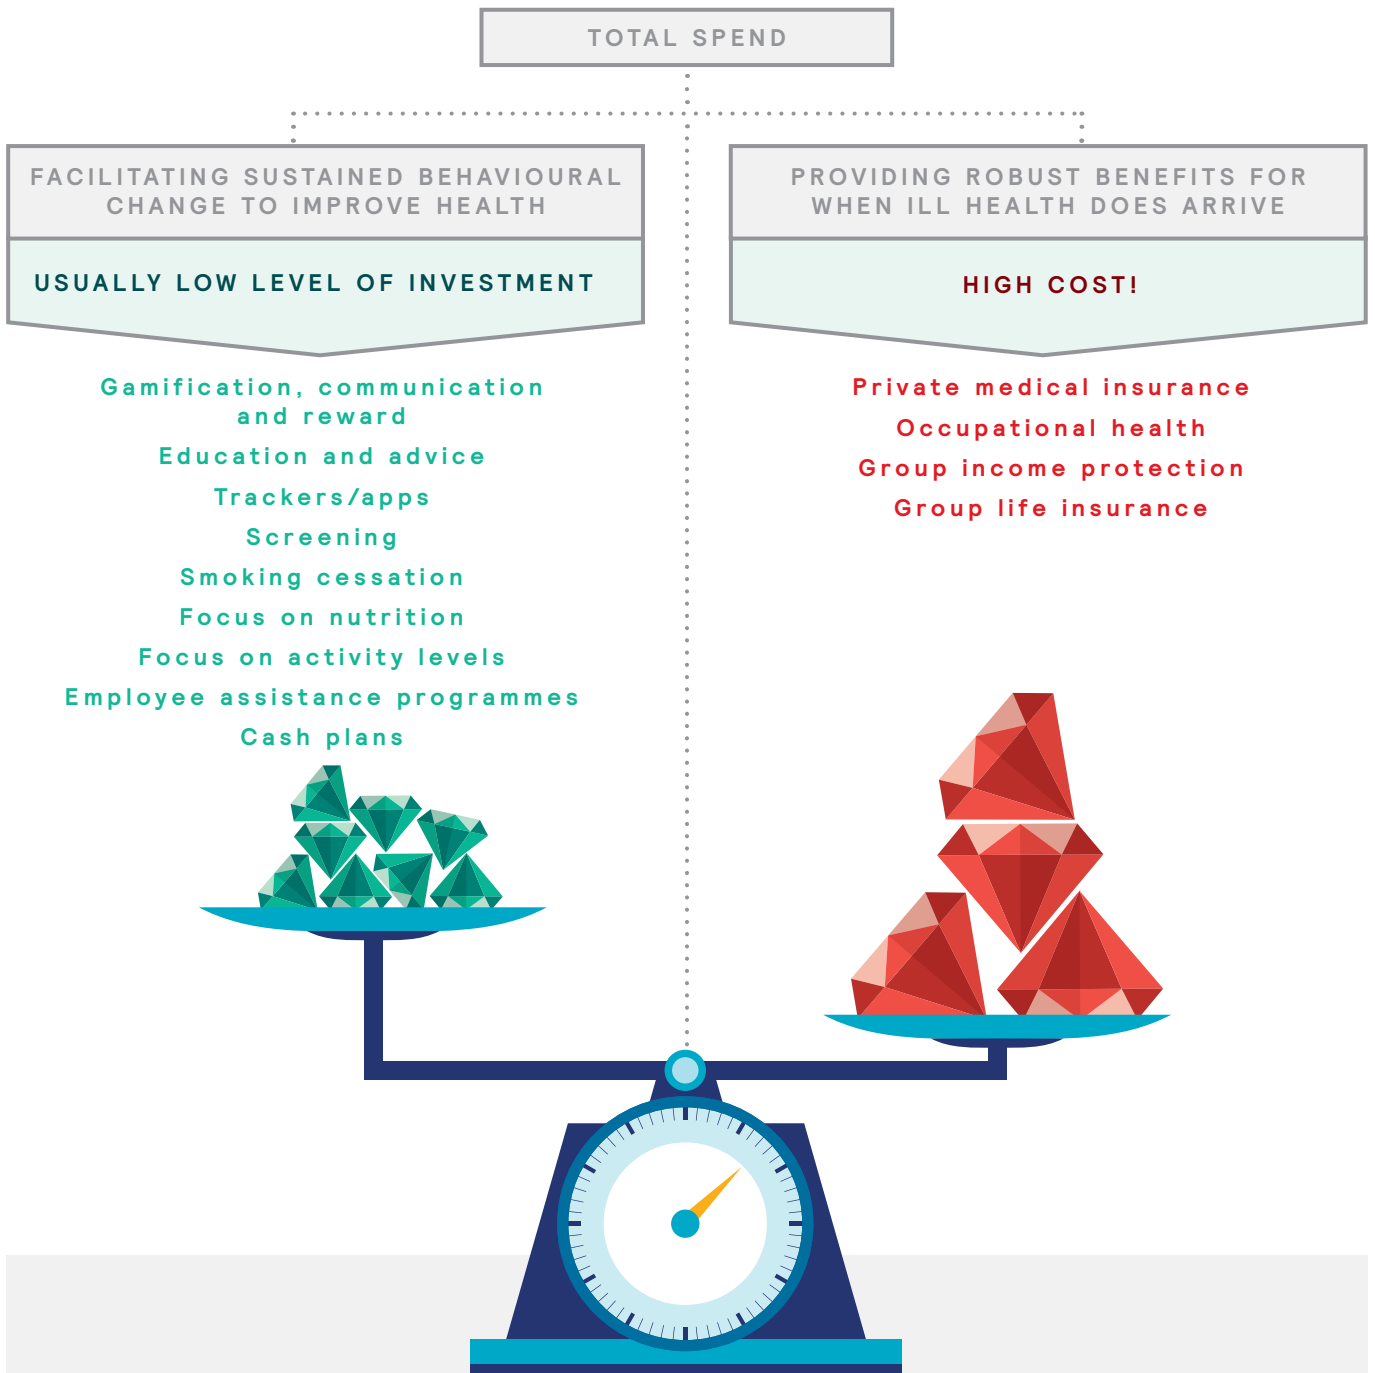 TOTAL SPEND
FACILITATING SUSTAINED BEHAVIOURAL
CHANGE TO IMPROVE HEALTH
USUALLY LOW LEVEL OF INVESTMENT
Gamification, communication
and reward
Education and advice
Trackers/apps
Screening
Smoking cessation
Focus on nutrition
Focus on activity levels
Employee assistance programmes
Cash plans
PROVIDING ROBUST BENEFITS FOR
WHEN ILL HEALTH DOES ARRIVE
HIGH COST!
Private medical insurance
Occupational health
Group income protection
Group life insurance